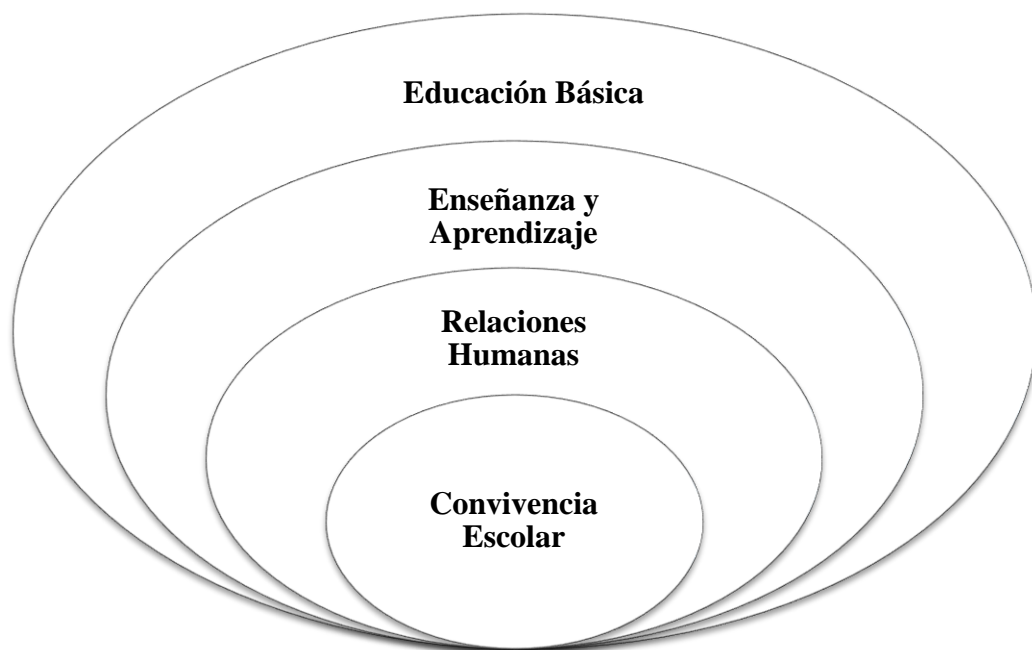 Educación Básica
Enseñanza y
Aprendizaje
Relaciones
Humanas
Convivencia
Escolar